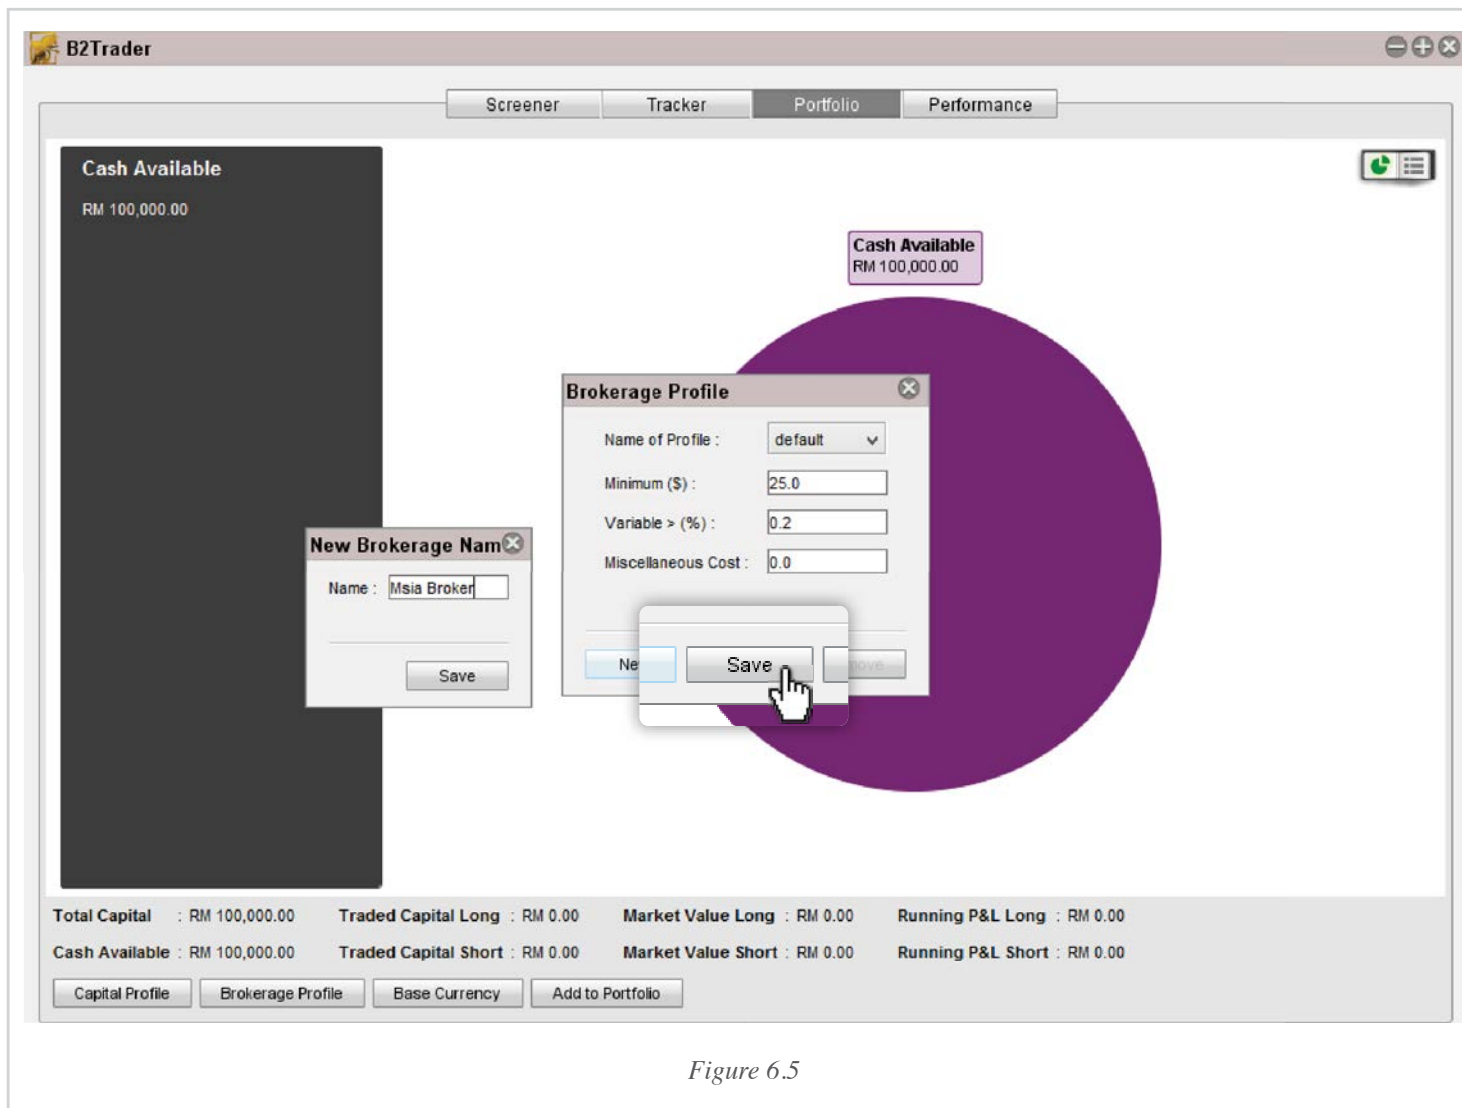 B2Trader
Screener Tracker Portfolio Performance
Cash Available
RM 100,000.00
Cash Available
RM 100,000.00
Brokerage Profile
Name of Profile : default
Minimum ($) : 25.0
Variable > (%) : 0.2
Miscellaneous Cost : 0.0
Ne Save move
New Brokerage Nam
Name : Msia Broker
Save
Total Capital : RM 100,000.00 Traded Capital Long : RM 0.00 Market Value Long : RM 0.00 Running P&L Long : RM 0.00
Cash Available : RM 100,000.00 Traded Capital Short : RM 0.00 Market Value Short : RM 0.00 Running P&L Short : RM 0.00
Capital Profile Brokerage Profile Base Currency Add to Portfolio
Figure 6.5